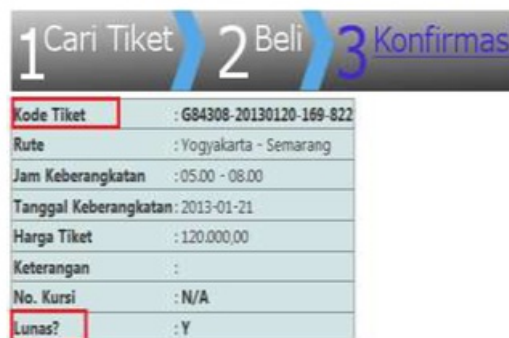 1 Cari Tiket 2 Beli 3 Konfirmas
Kode Tiket : G84308-20130120-169-822
Rute : Yogyakarta - Semarang
Jam Keberangkatan : 05.00 - 08.00
Tanggal Keberangkatan : 2013-01-21
Harga Tiket : 120.000,00
Keterangan :
No. Kursi : N/A
Lunas? : Y